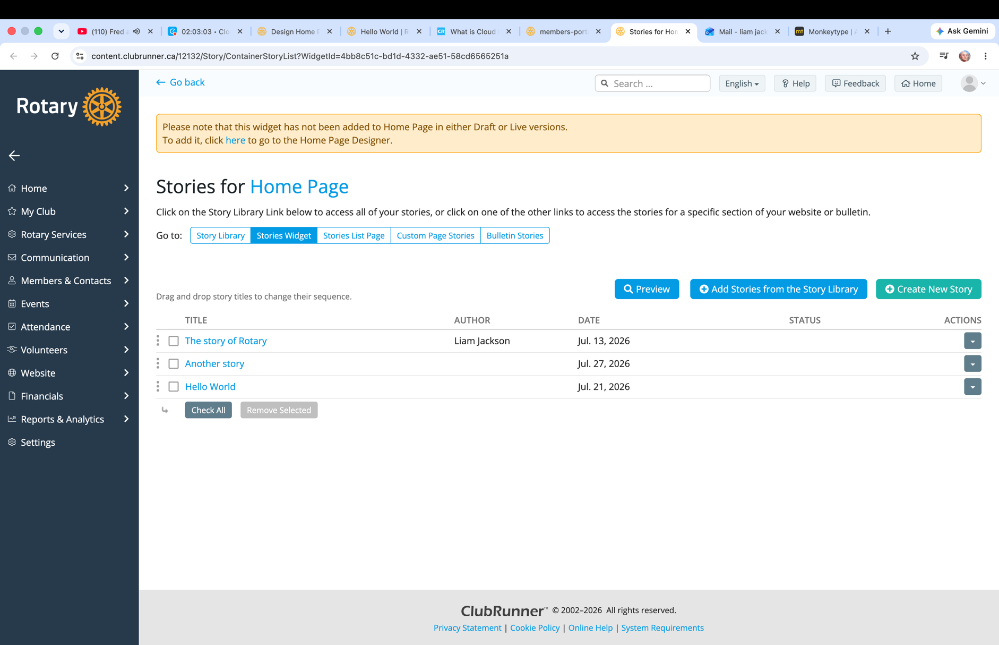 (110) Fred
02:03:03 • Clo
Design Home P
Hello World | R
What is Cloud
members-port
Stories for Hom
Mail - liam jack
Monkeytype |
Ask Gemini
content.clubrunner.ca/12132/Story/ContainerStoryList?WidgetId=4bb8c51c-bd1d-4332-ae51-58cd6565251a
Rotary
Go back
Search ...
English
Help
Feedback
Home
Please note that this widget has not been added to Home Page in either Draft or Live versions.
To add it, click here to go to the Home Page Designer.
Home
My Club
Rotary Services
Communication
Members & Contacts
Events
Attendance
Volunteers
Website
Financials
Reports & Analytics
Settings
Stories for Home Page
Click on the Story Library Link below to access all of your stories, or click on one of the other links to access the stories for a specific section of your website or bulletin.
Go to: Story Library Stories Widget Stories List Page Custom Page Stories Bulletin Stories
Preview
Add Stories from the Story Library
Create New Story
Drag and drop story titles to change their sequence.
TITLE AUTHOR DATE STATUS ACTIONS
The story of Rotary Liam Jackson Jul. 13, 2026
Another story Jul. 27, 2026
Hello World Jul. 21, 2026
Check All Remove Selected
ClubRunner™ © 2002–2026 All rights reserved.
Privacy Statement | Cookie Policy | Online Help | System Requirements